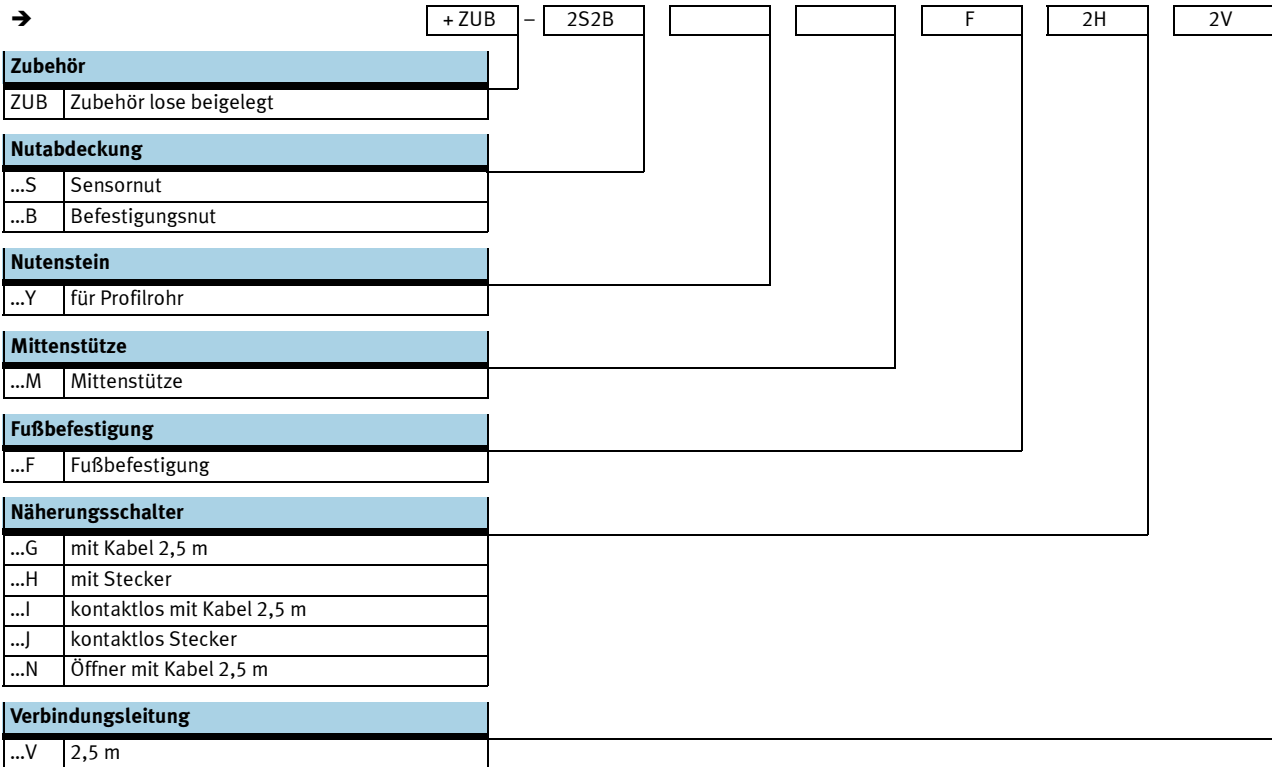 ➔ + ZUB – 2S2B F 2H 2V
Zubehör
ZUB Zubehör lose beigelegt
Nutabdeckung
...S Sensornut
...B Befestigungsnut
Nutenstein
...Y für Profilrohr
Mittenstütze
...M Mittenstütze
Fußbefestigung
...F Fußbefestigung
Näherungsschalter
...G mit Kabel 2,5 m
...H mit Stecker
...I kontaktlos mit Kabel 2,5 m
...J kontaktlos Stecker
...N Öffner mit Kabel 2,5 m
Verbindungsleitung
...V 2,5 m